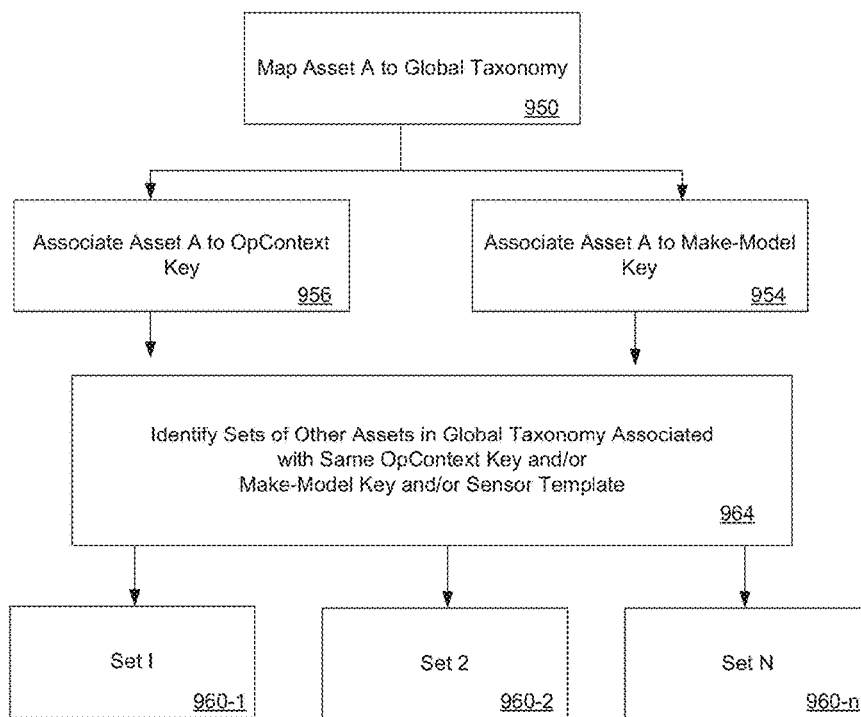 Map Asset A to Global Taxonomy
950
Associate Asset A to OpContext
Key
956
Associate Asset A to Make-Model
Key
954
Identify Sets of Other Assets in Global Taxonomy Associated
with Same OpContext Key and/or
Make-Model Key and/or Sensor Template
964
Set I
960-1
Set 2
960-2
Set N
960-n